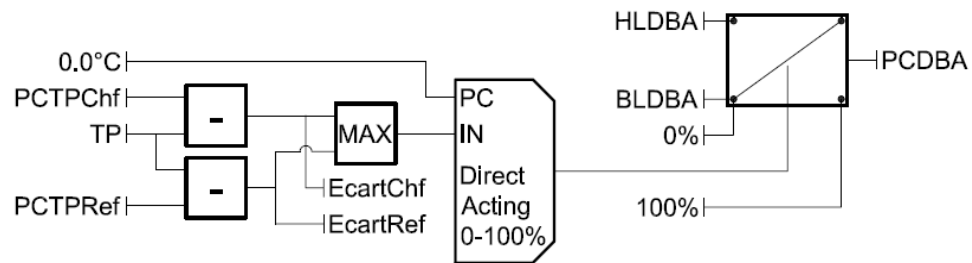 HLDBA
0.0°C
PCDBA
PCTPChf
-
PC
BLDBA
TP
MAX
IN
0%
-
EcartChf
Direct
Acting
0-100%
PCTPRef
EcartRef
100%